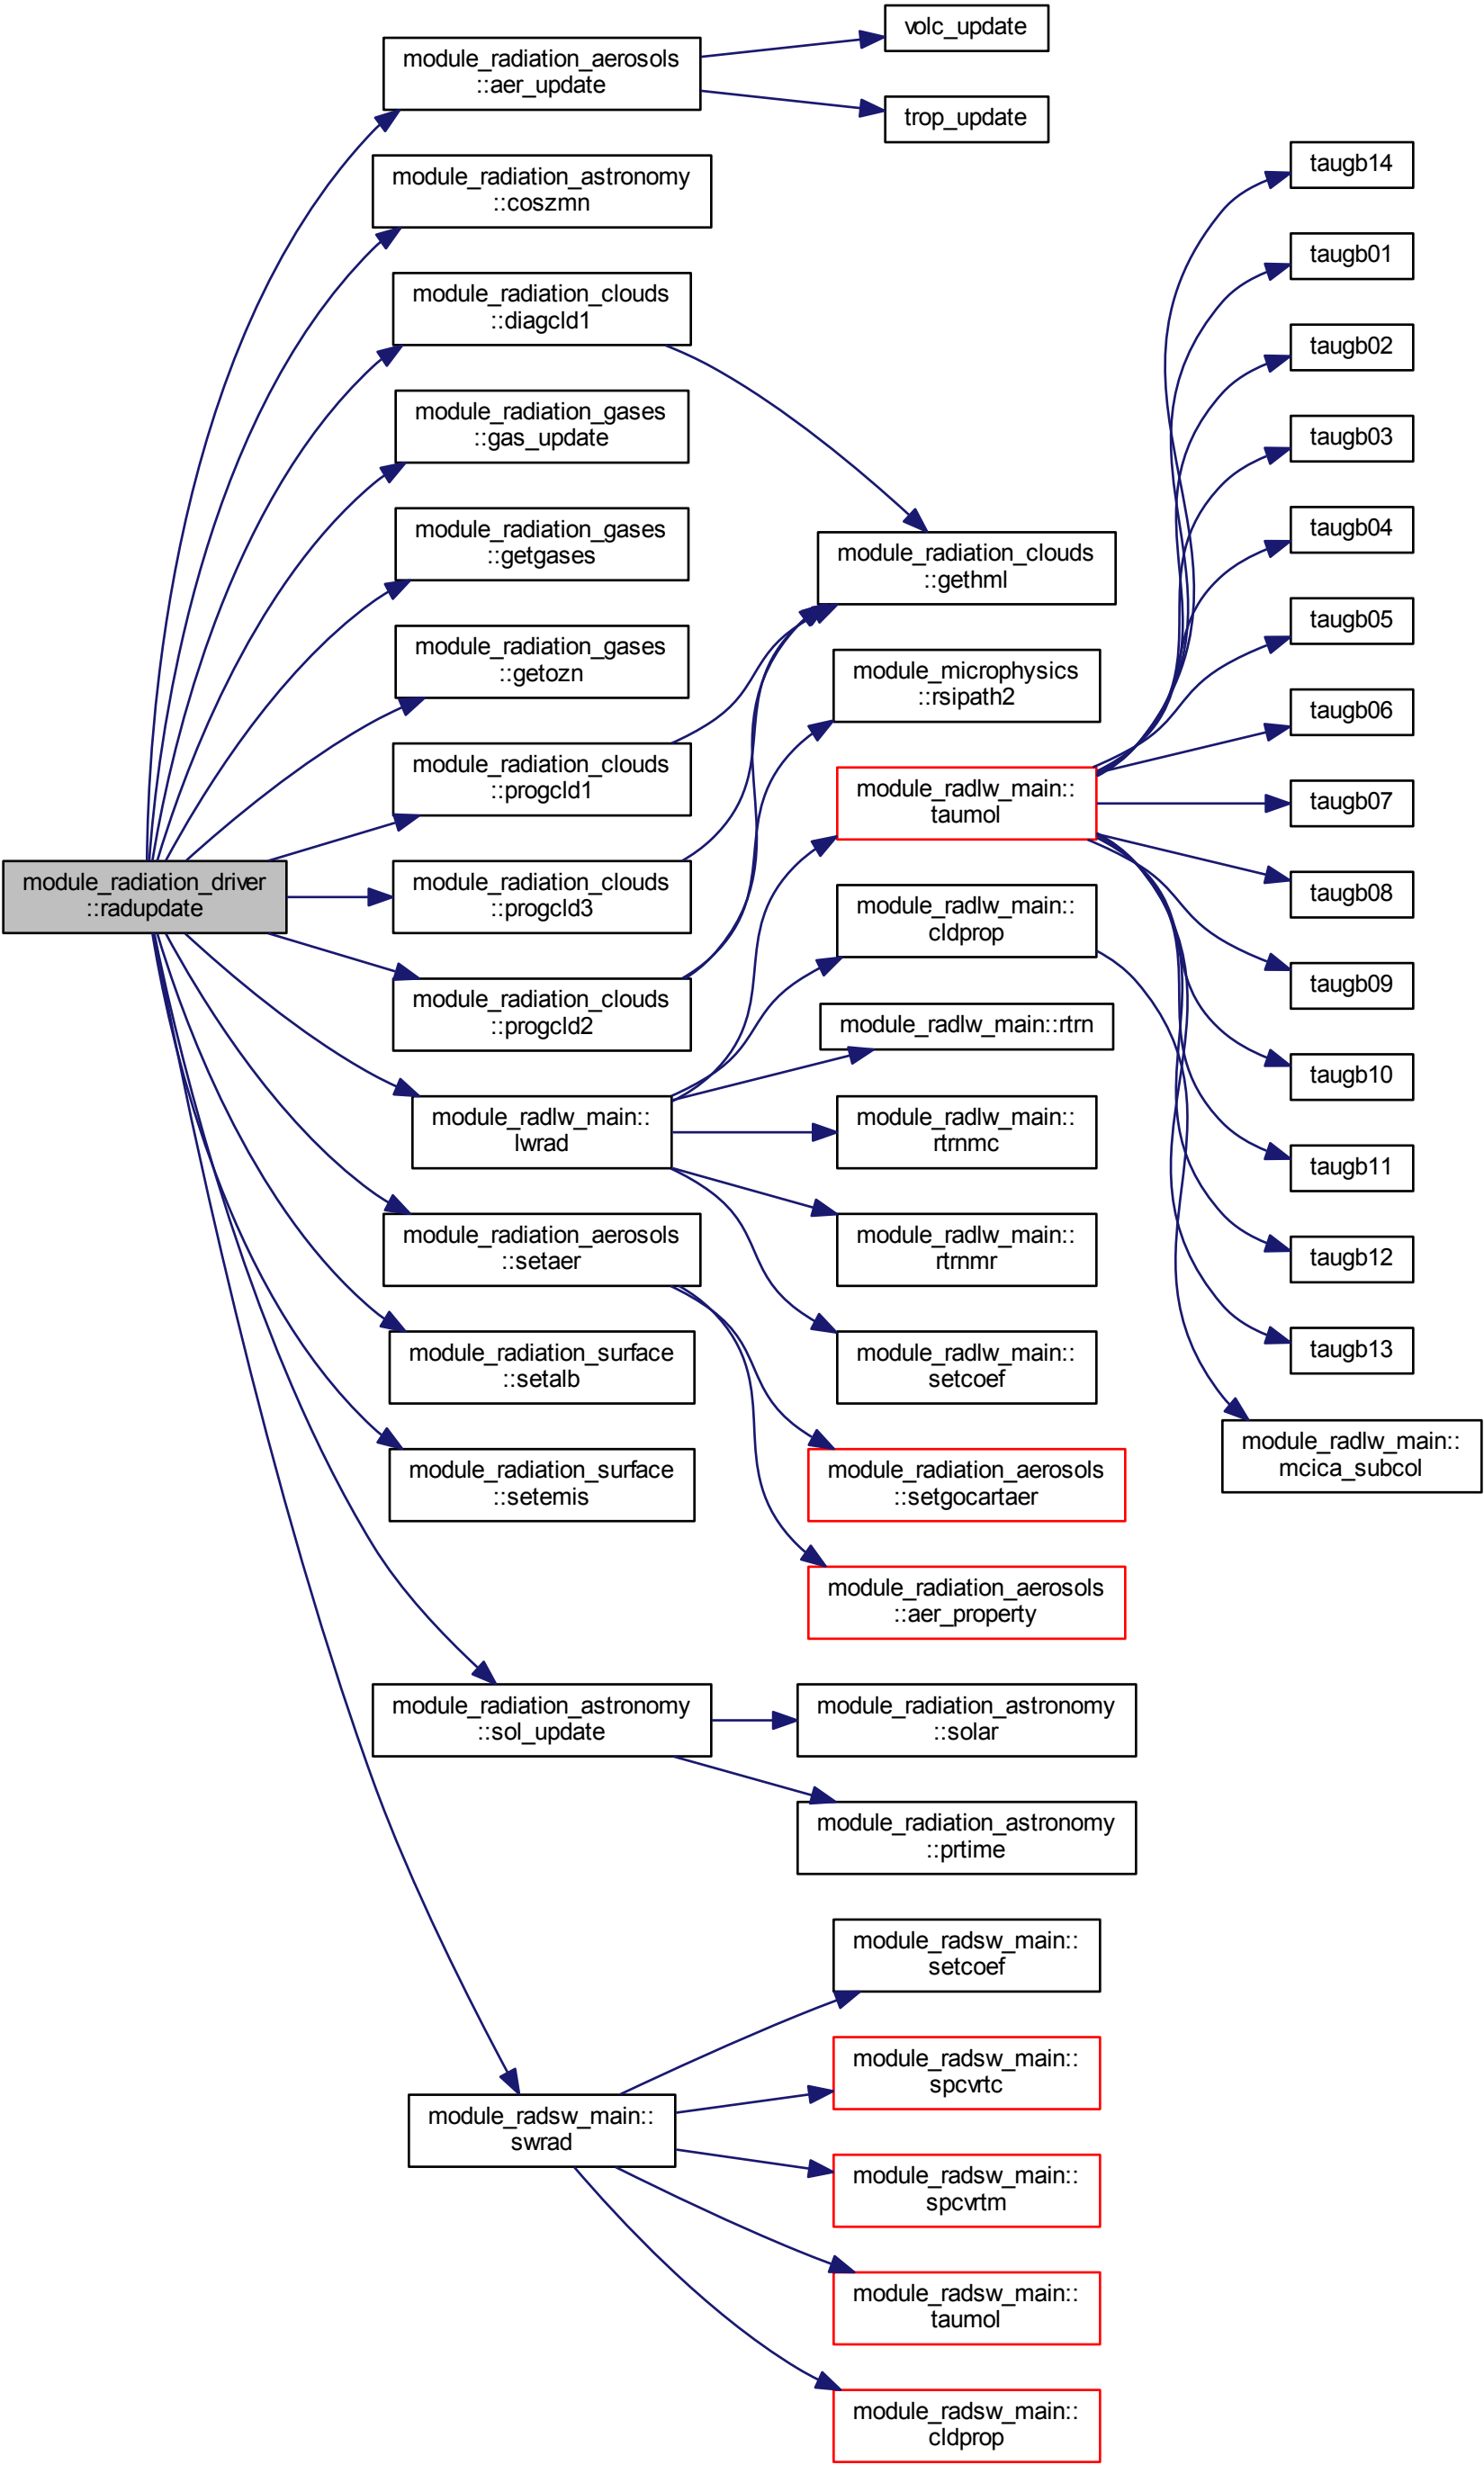 module_radiation_driver
::radupdate
module_radiation_aerosols
::aer_update
module_radiation_astronomy
::coszmn
module_radiation_clouds
::diagcld1
module_radiation_gases
::gas_update
module_radiation_gases
::getgases
module_radiation_gases
::getozn
module_radiation_clouds
::progcld1
module_radiation_clouds
::progcld3
module_radiation_clouds
::progcld2
module_radlw_main::
lwrad
module_radiation_aerosols
::setaer
module_radiation_surface
::setalb
module_radiation_surface
::setemis
module_radiation_astronomy
::sol_update
module_radsw_main::
swrad
volc_update
trop_update
module_radiation_clouds
::gethml
module_microphysics
::rsipath2
module_radlw_main::
taumol
module_radlw_main::
cldprop
module_radlw_main::rtrn
module_radlw_main::
rtrnmc
module_radlw_main::
rtrnmr
module_radlw_main::
setcoef
module_radiation_aerosols
::setgocartaer
module_radiation_aerosols
::aer_property
module_radiation_astronomy
::solar
module_radiation_astronomy
::prtime
module_radsw_main::
setcoef
module_radsw_main::
spcvrtc
module_radsw_main::
spcvrtm
module_radsw_main::
taumol
module_radsw_main::
cldprop
taugb14
taugb01
taugb02
taugb03
taugb04
taugb05
taugb06
taugb07
taugb08
taugb09
taugb10
taugb11
taugb12
taugb13
module_radlw_main::
mcica_subcol